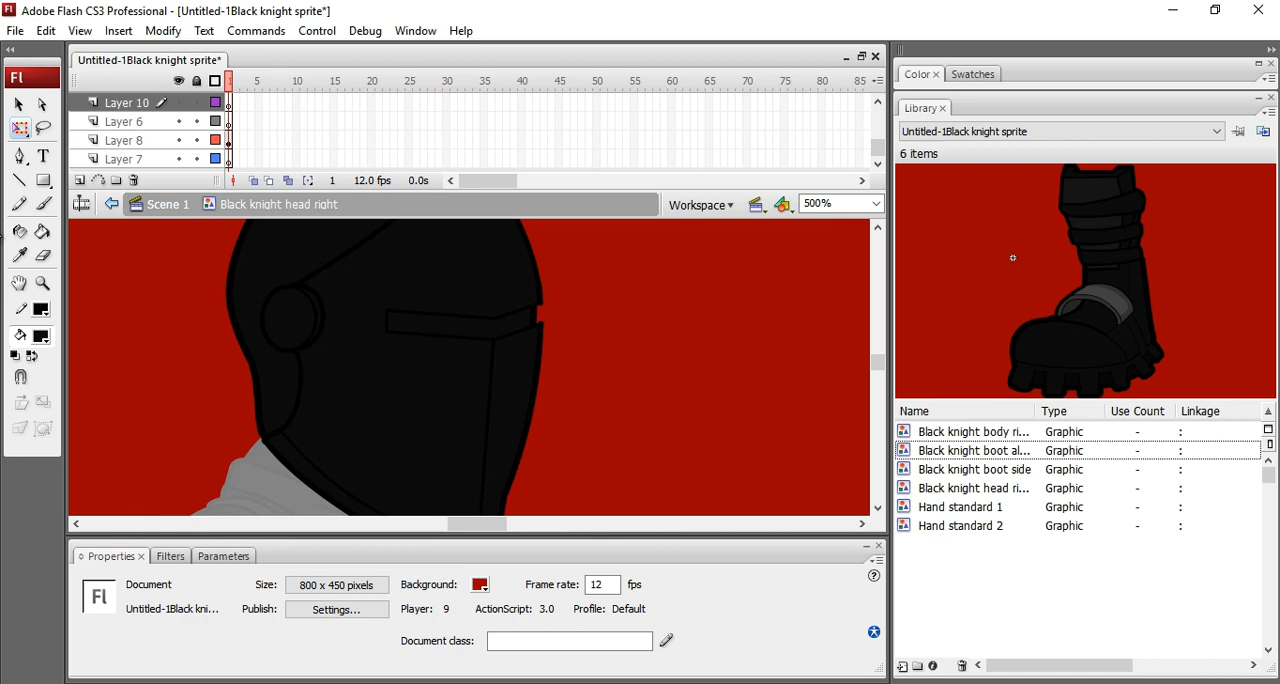 Fl Adobe Flash CS3 Professional - [Untitled-1Black knight sprite*]
File Edit View Insert Modify Text Commands Control Debug Window Help
Untitled-1Black knight sprite*
Color Swatches
Fl
1 5 10 15 20 25 30 35 40 45 50 55 60 65 70 75 80 85
Layer 10
Layer 6
Layer 8
Layer 7
Library
Untitled-1Black knight sprite
6 items
T
1 12.0 fps 0.0s
Scene 1 Black knight head right Workspace 500%
Name Type Use Count Linkage
Black knight body ri... Graphic - :
Black knight boot al... Graphic - :
Black knight boot side Graphic - :
Black knight head ri... Graphic - :
Hand standard 1 Graphic - :
Hand standard 2 Graphic - :
Properties Filters Parameters
Fl
Document Size: 800 x 450 pixels Background: Frame rate: 12 fps
Untitled-1Black kni... Publish: Settings... Player: 9 ActionScript: 3.0 Profile: Default
Document class: